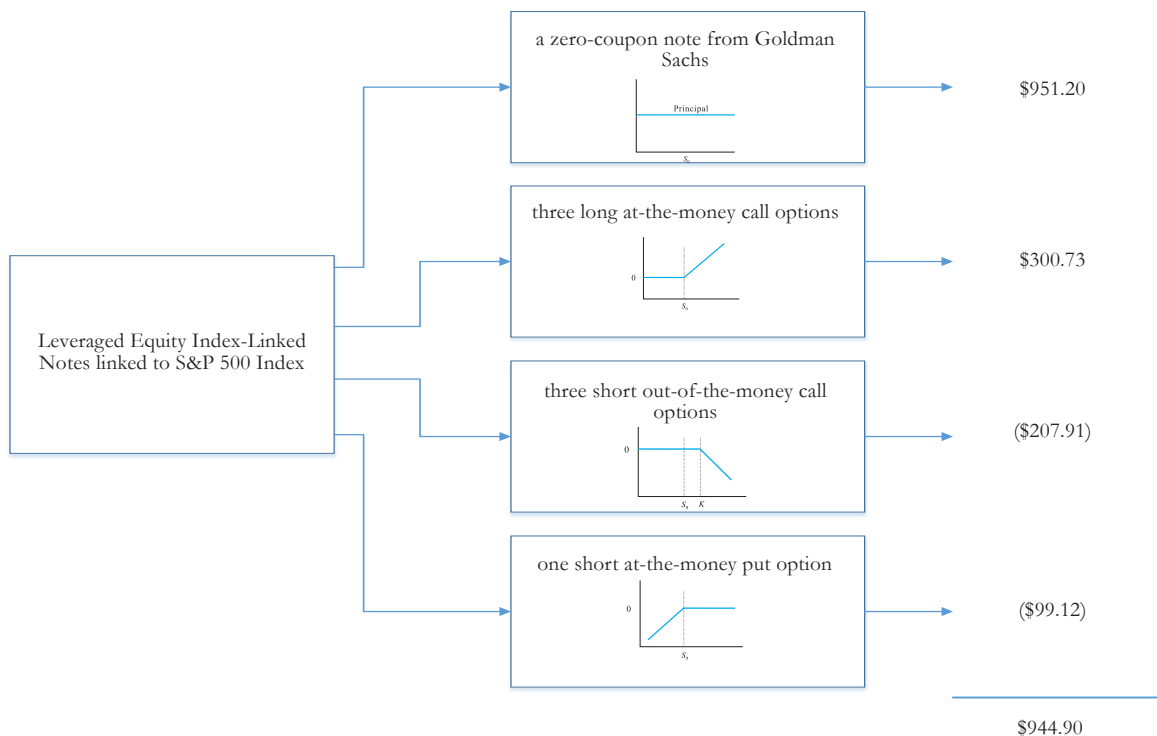 Leveraged Equity Index-Linked
Notes linked to S&P 500 Index
a zero-coupon note from Goldman
Sachs
Principal
S₀
$951.20
three long at-the-money call options
0
S₀
$300.73
three short out-of-the-money call
options
0
S₀ K
($207.91)
one short at-the-money put option
0
S₀
($99.12)
$944.90